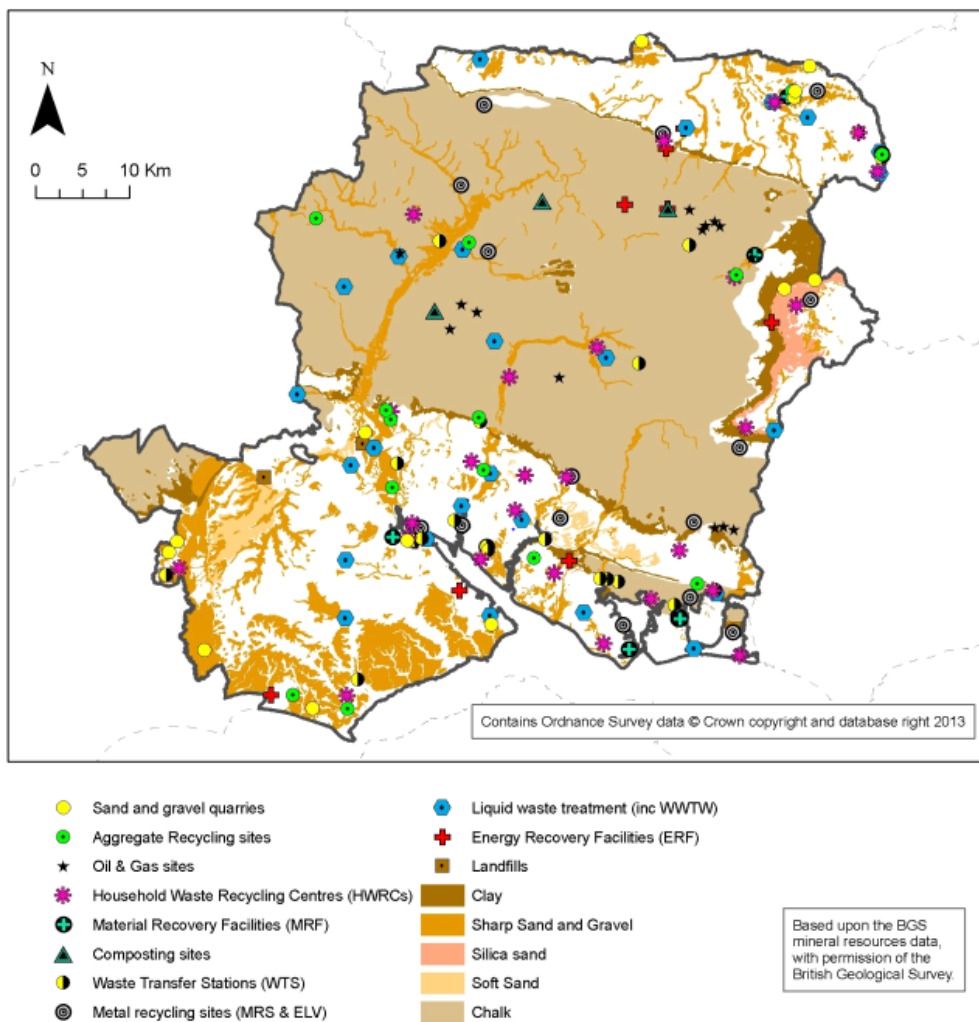 N
0 5 10 Km
Contains Ordnance Survey data © Crown copyright and database right 2013
Sand and gravel quarries
Aggregate Recycling sites
Oil & Gas sites
Household Waste Recycling Centres (HWRCs)
Material Recovery Facilities (MRF)
Composting sites
Waste Transfer Stations (WTS)
Metal recycling sites (MRS & ELV)
Liquid waste treatment (inc WWTW)
Energy Recovery Facilities (ERF)
Landfills
Clay
Sharp Sand and Gravel
Silica sand
Soft Sand
Chalk
Based upon the BGS
mineral resources data,
with permission of the
British Geological Survey.